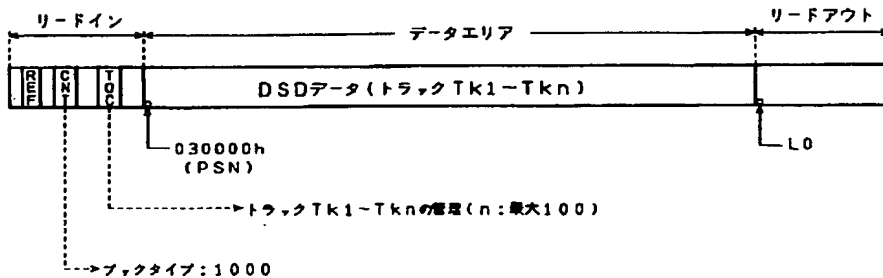 リードイン
データエリア
リードアウト
REF
CNT
TOC
DSDデータ(トラックTk1~Tkn)
030000h
(PSN)
L0
トラックTk1~Tknの管理(n:最大100)
ブックタイプ:1000